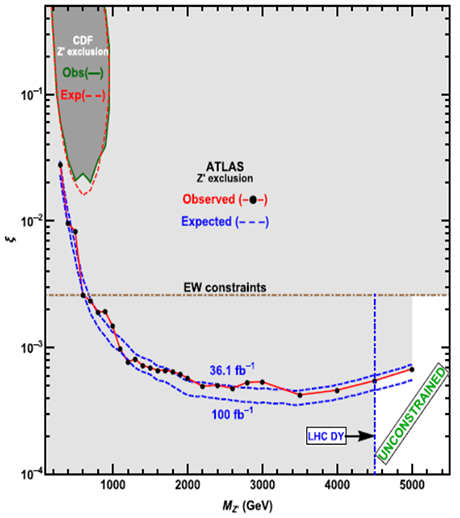 CDF
Z' exclusion
Obs(—)
Exp(– –)
10⁻¹
ATLAS
Z' exclusion
Observed (–●–)
Expected (– – –)
10⁻²
ξ
EW constraints
10⁻³
36.1 fb⁻¹
100 fb⁻¹
LHC DY
UNCONSTRAINED
10⁻⁴
1000 2000 3000 4000 5000
M_Z' (GeV)